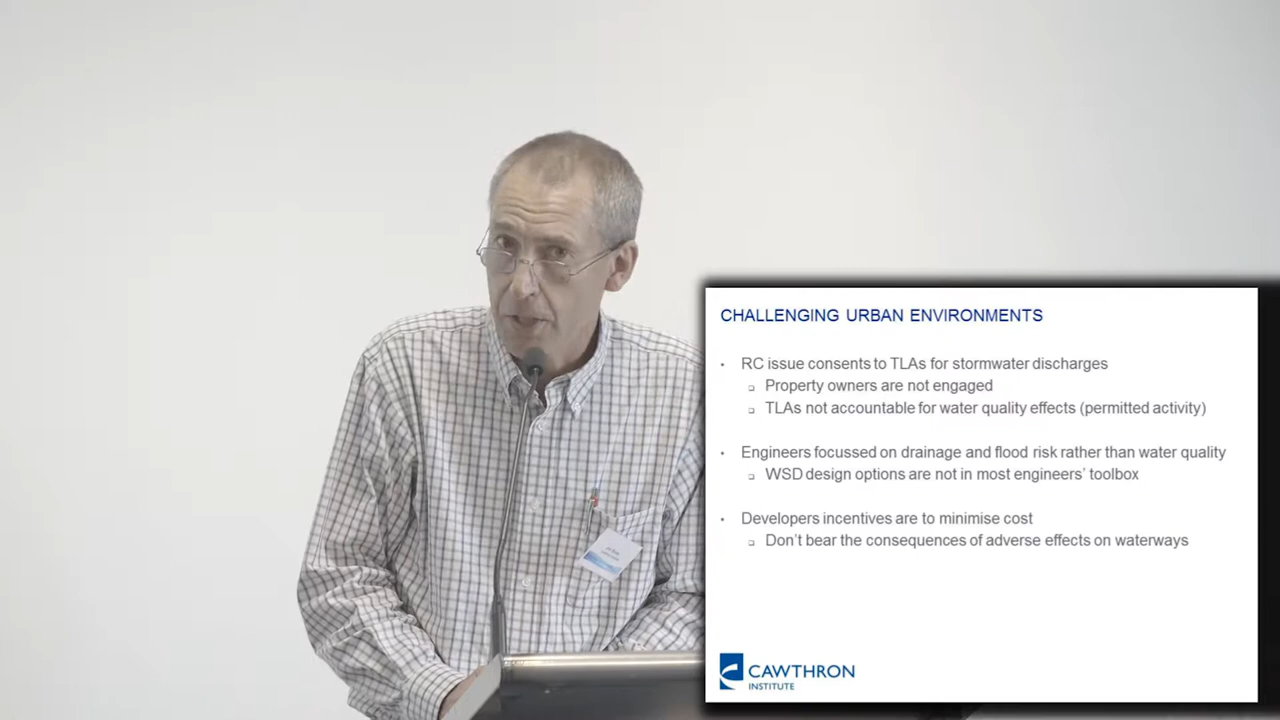 CHALLENGING URBAN ENVIRONMENTS
RC issue consents to TLAs for stormwater discharges
Property owners are not engaged
TLAs not accountable for water quality effects (permitted activity)
Engineers focussed on drainage and flood risk rather than water quality
WSD design options are not in most engineers' toolbox
Developers incentives are to minimise cost
Don't bear the consequences of adverse effects on waterways
CAWTHRON
INSTITUTE